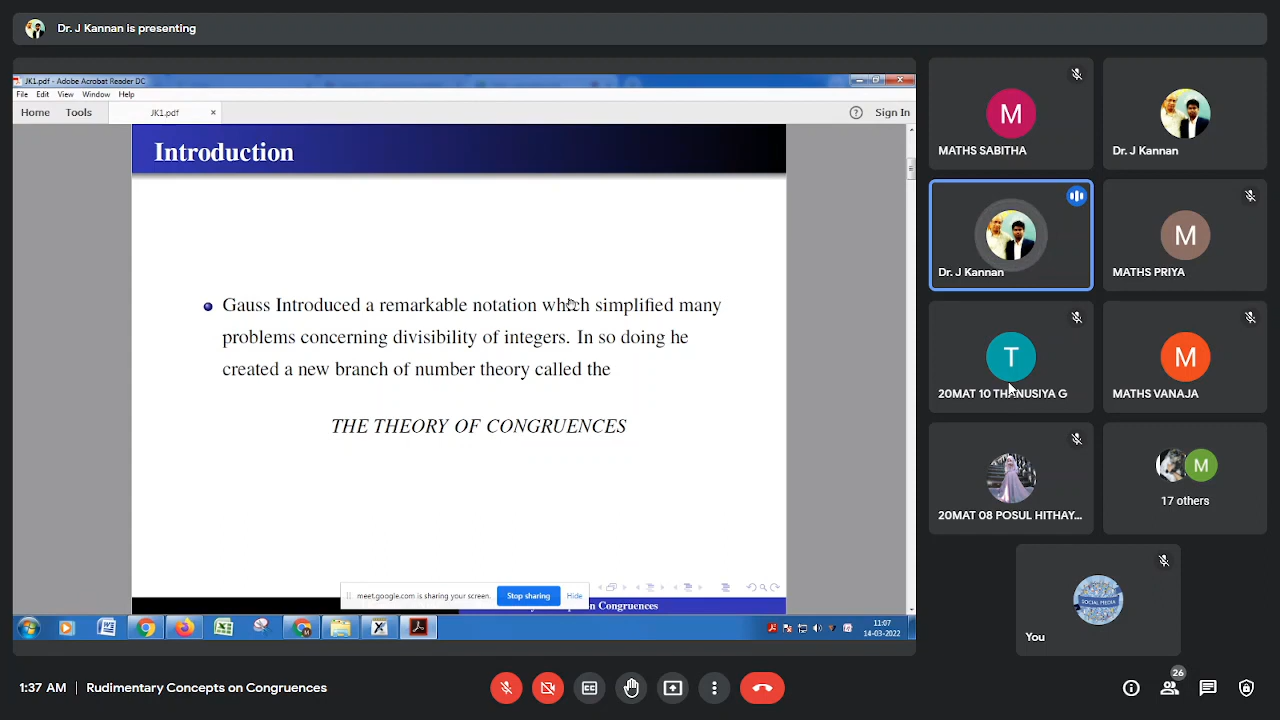 Dr. J Kannan is presenting
JK1.pdf - Adobe Acrobat Reader DC
File Edit View Window Help
Home Tools JK1.pdf × ? Sign In
Introduction
Gauss Introduced a remarkable notation which simplified many
problems concerning divisibility of integers. In so doing he
created a new branch of number theory called the
THE THEORY OF CONGRUENCES
meet.google.com is sharing your screen. Stop sharing Hide
Congruences
11:07
14-03-2022
M
MATHS SABITHA
Dr. J Kannan
Dr. J Kannan
M
MATHS PRIYA
T
20MAT 10 THANUSIYA G
M
MATHS VANAJA
20MAT 08 POSUL HITHAY...
M
17 others
SOCIAL MEDIA
You
1:37 AM | Rudimentary Concepts on Congruences
CC
26